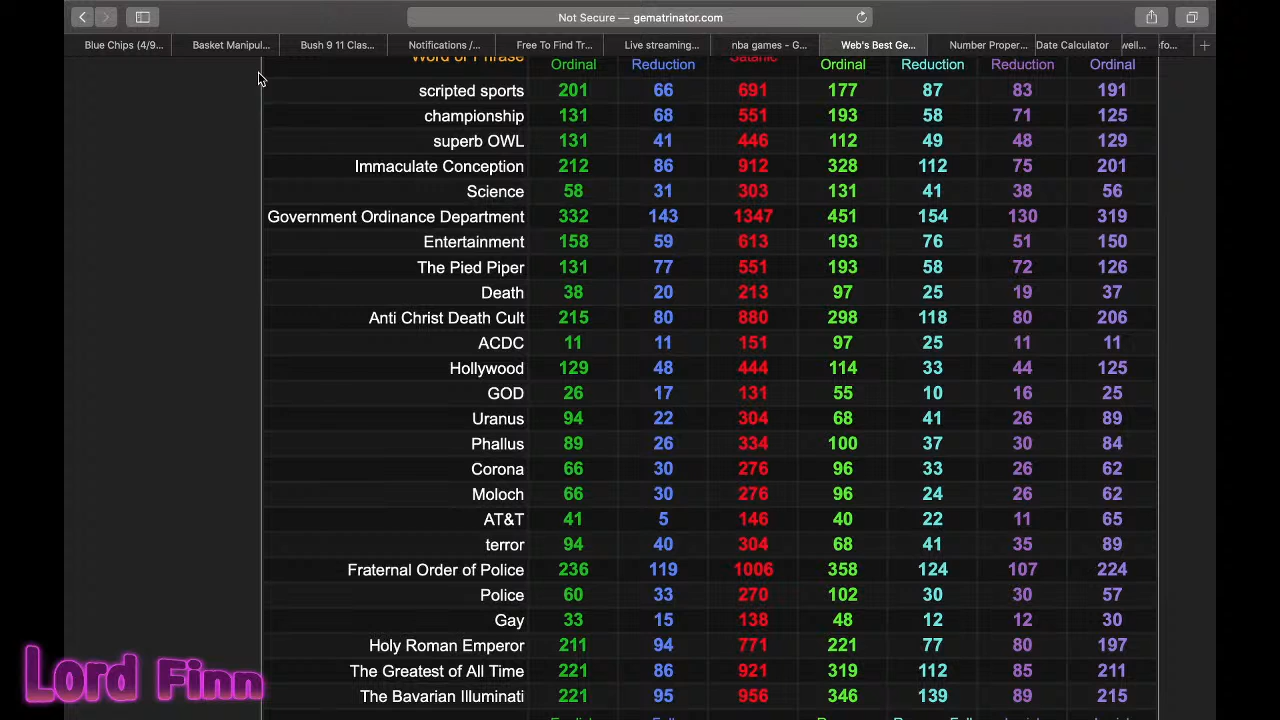 Not Secure — gematrinator.com
Blue Chips (4/9... Basket Manipul... Bush 9 11 Clas... Notifications /... Free To Find Tr... Live streaming... nba games - G... Web's Best Ge... Number Proper... Date Calculator well... efo...
Word or Phrase Ordinal Reduction Satanic Ordinal Reduction Reduction Ordinal
scripted sports 201 66 691 177 87 83 191
championship 131 68 551 193 58 71 125
superb OWL 131 41 446 112 49 48 129
Immaculate Conception 212 86 912 328 112 75 201
Science 58 31 303 131 41 38 56
Government Ordinance Department 332 143 1347 451 154 130 319
Entertainment 158 59 613 193 76 51 150
The Pied Piper 131 77 551 193 58 72 126
Death 38 20 213 97 25 19 37
Anti Christ Death Cult 215 80 880 298 118 80 206
ACDC 11 11 151 97 25 11 11
Hollywood 129 48 444 114 33 44 125
GOD 26 17 131 55 10 16 25
Uranus 94 22 304 68 41 26 89
Phallus 89 26 334 100 37 30 84
Corona 66 30 276 96 33 26 62
Moloch 66 30 276 96 24 26 62
AT&T 41 5 146 40 22 11 65
terror 94 40 304 68 41 35 89
Fraternal Order of Police 236 119 1006 358 124 107 224
Police 60 33 270 102 30 30 57
Gay 33 15 138 48 12 12 30
Holy Roman Emperor 211 94 771 221 77 80 197
The Greatest of All Time 221 86 921 319 112 85 211
The Bavarian Illuminati 221 95 956 346 139 89 215
Lord Finn